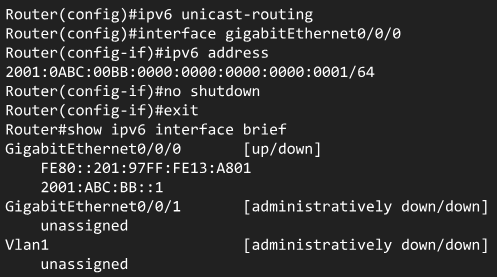 Router(config)#ipv6 unicast-routing
Router(config)#interface gigabitEthernet0/0/0
Router(config-if)#ipv6 address
2001:0ABC:00BB:0000:0000:0000:0000:0001/64
Router(config-if)#no shutdown
Router(config-if)#exit
Router#show ipv6 interface brief
GigabitEthernet0/0/0 [up/down]
FE80::201:97FF:FE13:A801
2001:ABC:BB::1
GigabitEthernet0/0/1 [administratively down/down]
unassigned
Vlan1 [administratively down/down]
unassigned